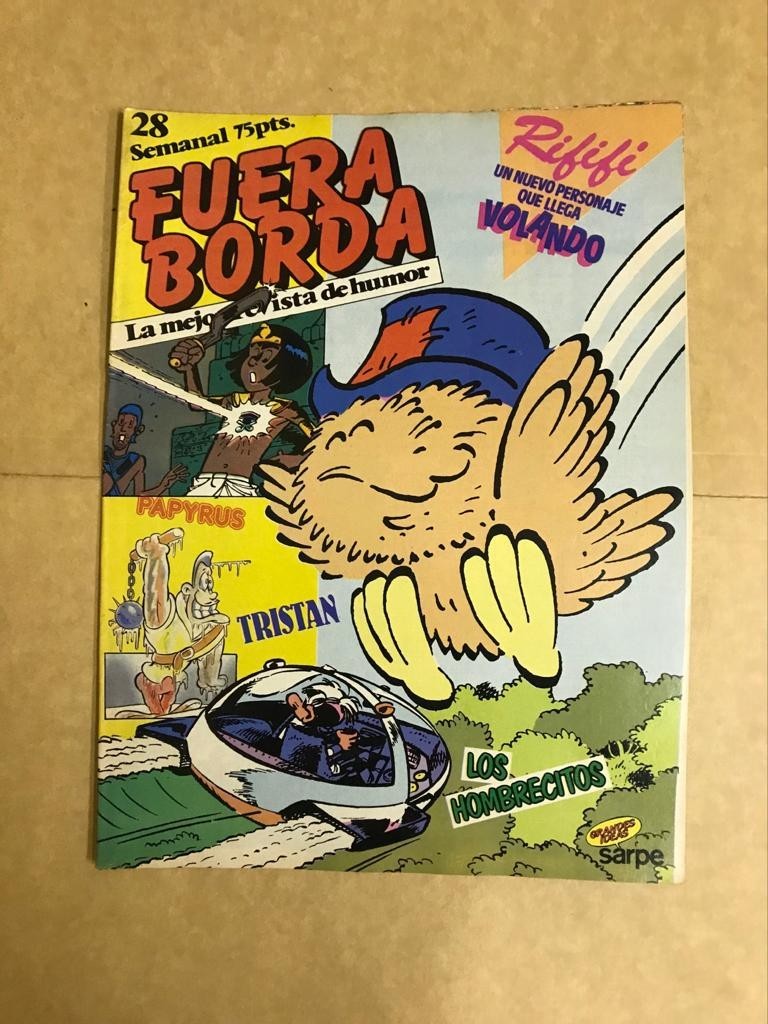 28
Semanal 75pts.
FUERA
BORDA
La mejor revista de humor
Rififi
UN NUEVO PERSONAJE
QUE LLEGA
VOLANDO
PAPYRUS
TRISTAN
LOS
HOMBRECITOS
GRANDES
IDEAS
sarpe